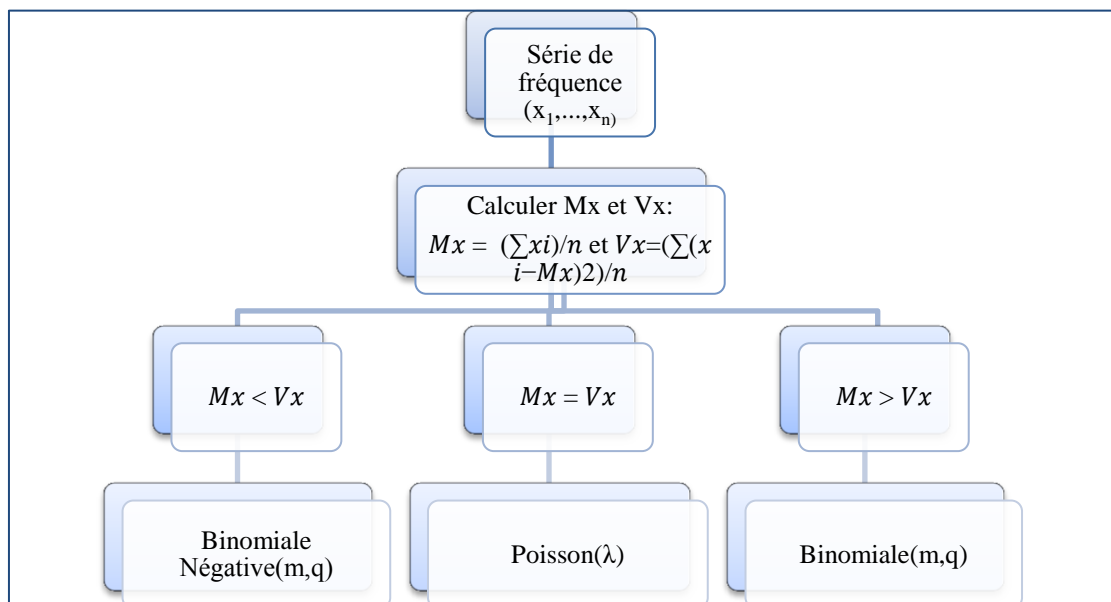 Série de
fréquence
(x₁,...,xₙ)
Calculer Mx et Vx:
Mx = (∑xi)/n et Vx=(∑(x
i−Mx)2)/n
Mx < Vx
Mx = Vx
Mx > Vx
Binomiale
Négative(m,q)
Poisson(λ)
Binomiale(m,q)